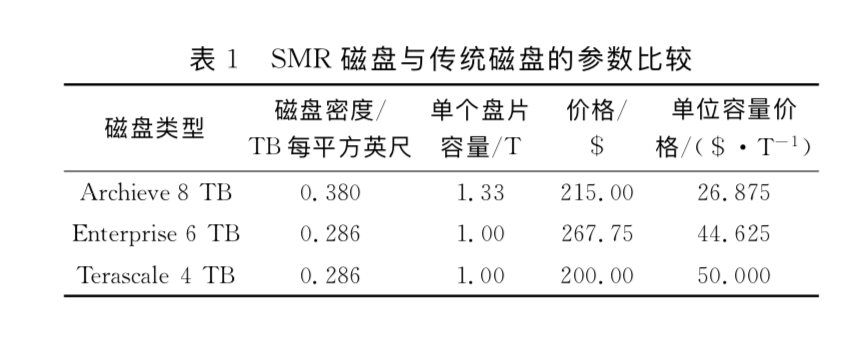 表 1 SMR 磁盘与传统磁盘的参数比较
磁盘类型 磁盘密度/ 单个盘片 价格/ 单位容量价
TB 每平方英尺 容量/T $ 格/($·T⁻¹)
Archieve 8 TB 0.380 1.33 215.00 26.875
Enterprise 6 TB 0.286 1.00 267.75 44.625
Terascale 4 TB 0.286 1.00 200.00 50.000